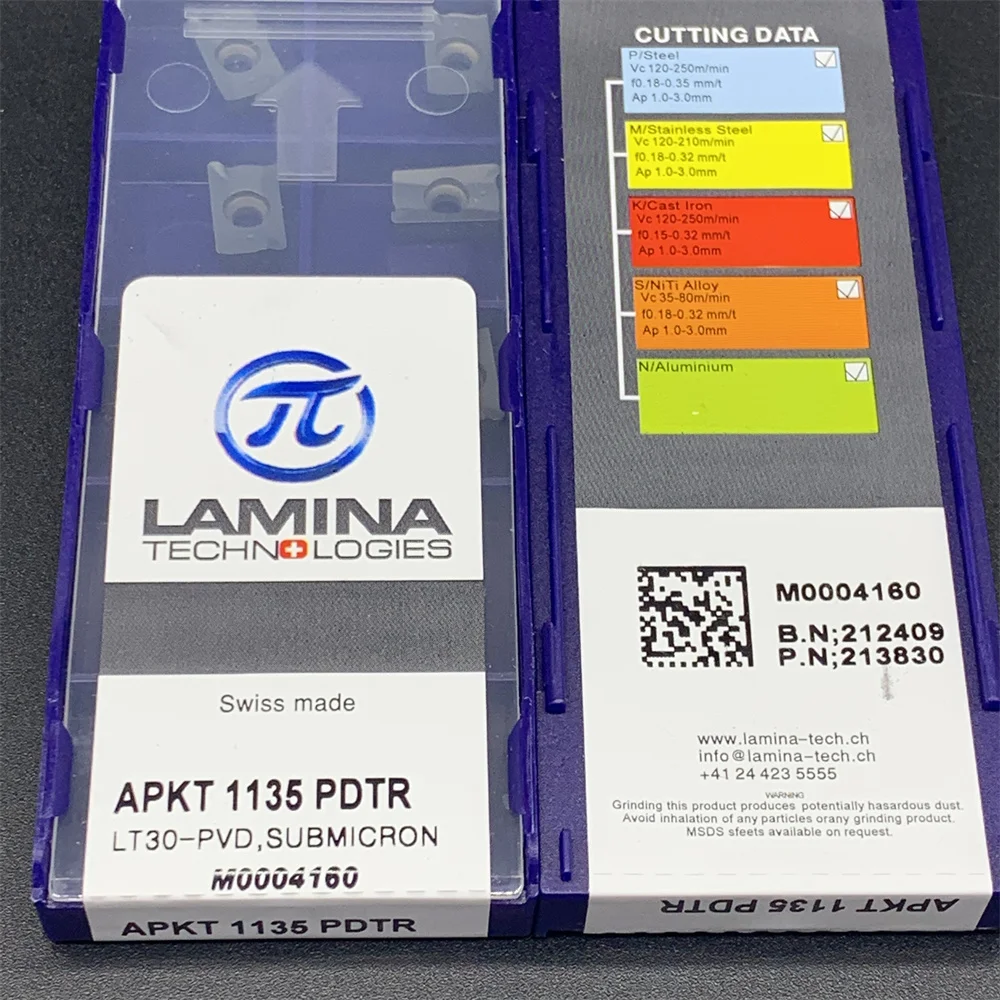 LAMINA
TECHNOLOGIES
Swiss made
APKT 1135 PDTR
LT30-PVD,SUBMICRON
M0004160
APKT 1135 PDTR
CUTTING DATA
P/Steel
Vc 120-250m/min
f0.18-0.35 mm/t
Ap 1.0-3.0mm
M/Stainless Steel
Vc 120-210m/min
f0.18-0.32 mm/t
Ap 1.0-3.0mm
K/Cast Iron
Vc 120-250m/min
f0.15-0.32 mm/t
Ap 1.0-3.0mm
S/NiTi Alloy
Vc 35-80m/min
f0.18-0.32 mm/t
Ap 1.0-3.0mm
N/Aluminium
M0004160
B.N;212409
P.N;213830
www.lamina-tech.ch
info@lamina-tech.ch
+41 24 423 5555
WARNING
Grinding this product produces potentially hasardous dust.
Avoid inhalation of any particles orany grinding product.
MSDS sfeets available on request.
APKT 1135 PDTR